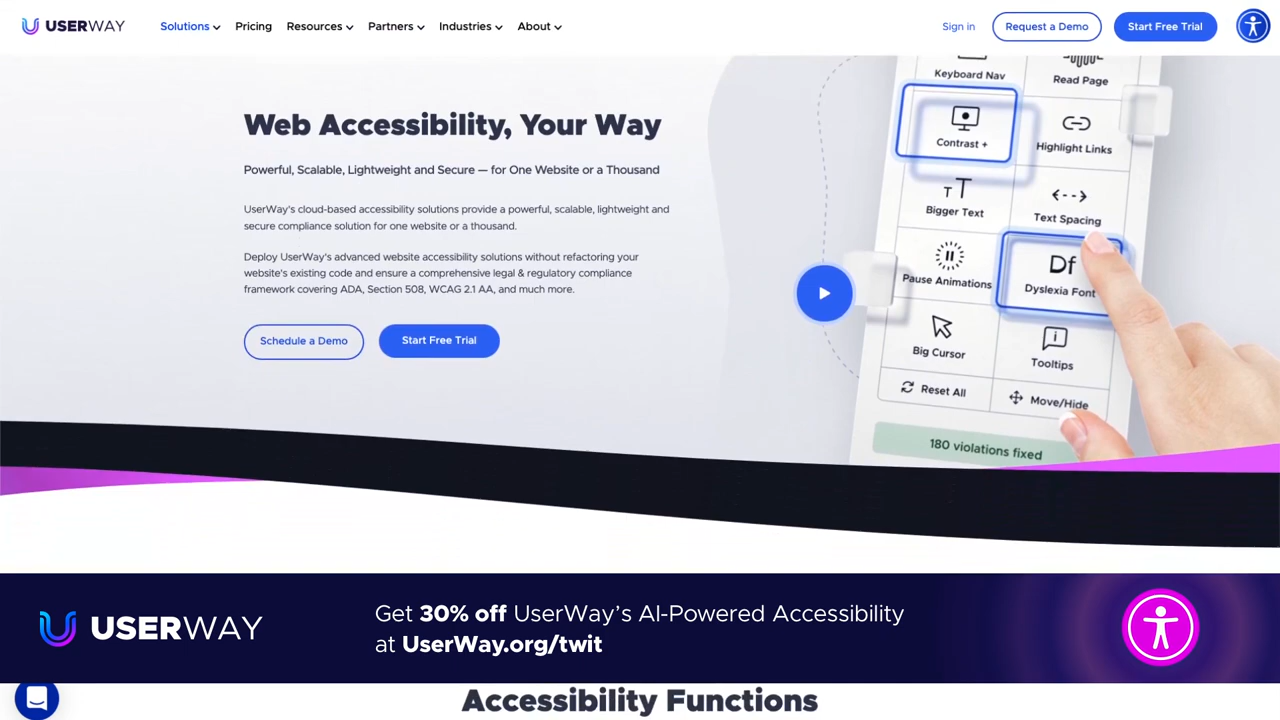 USERWAY
Solutions
Pricing
Resources
Partners
Industries
About
Sign in
Request a Demo
Start Free Trial
Web Accessibility, Your Way
Powerful, Scalable, Lightweight and Secure — for One Website or a Thousand
UserWay's cloud-based accessibility solutions provide a powerful, scalable, lightweight and
secure compliance solution for one website or a thousand.
Deploy UserWay's advanced website accessibility solutions without refactoring your
website's existing code and ensure a comprehensive legal & regulatory compliance
framework covering ADA, Section 508, WCAG 2.1 AA, and much more.
Schedule a Demo
Start Free Trial
Keyboard Nav
Read Page
Contrast +
Highlight Links
TT
Bigger Text
Text Spacing
Pause Animations
Df
Dyslexia Font
Big Cursor
Tooltips
Reset All
Move/Hide
180 violations fixed
USERWAY
Get 30% off UserWay's AI-Powered Accessibility
at UserWay.org/twit
Accessibility Functions